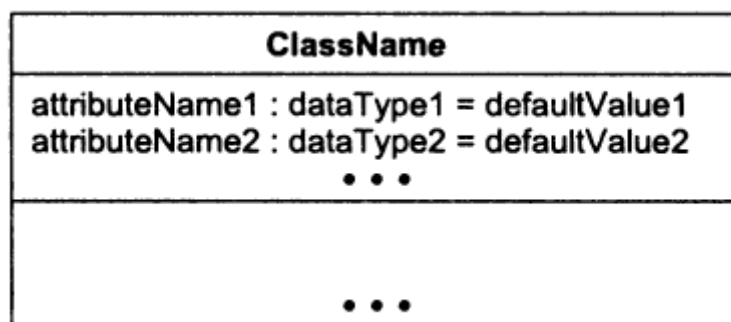 ClassName
attributeName1 : dataType1 = defaultValue1
attributeName2 : dataType2 = defaultValue2
• • •
• • •